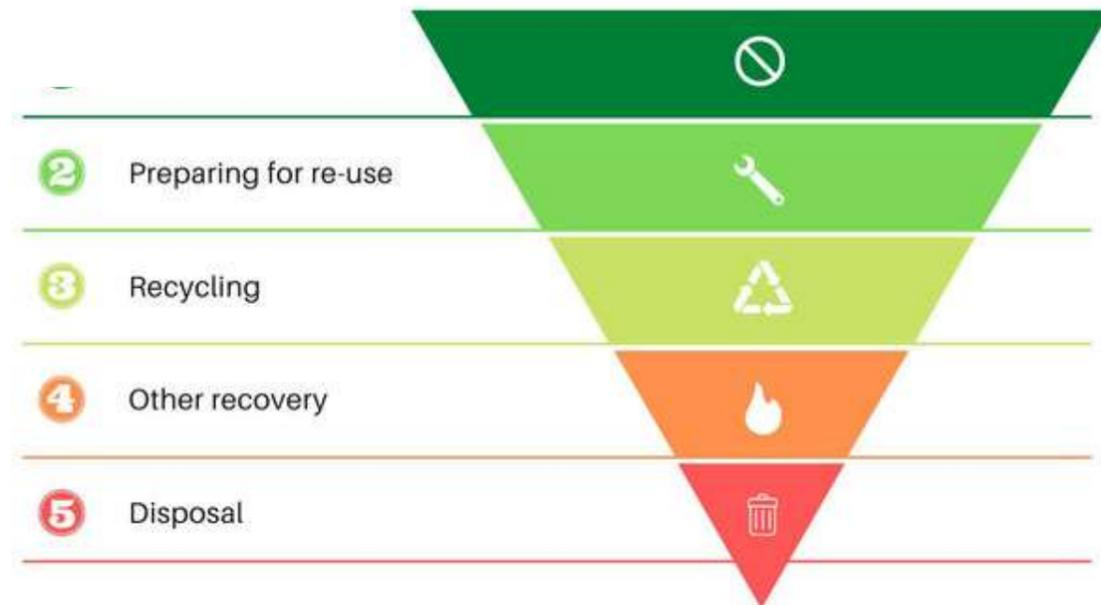 2 Preparing for re-use
3 Recycling
4 Other recovery
5 Disposal